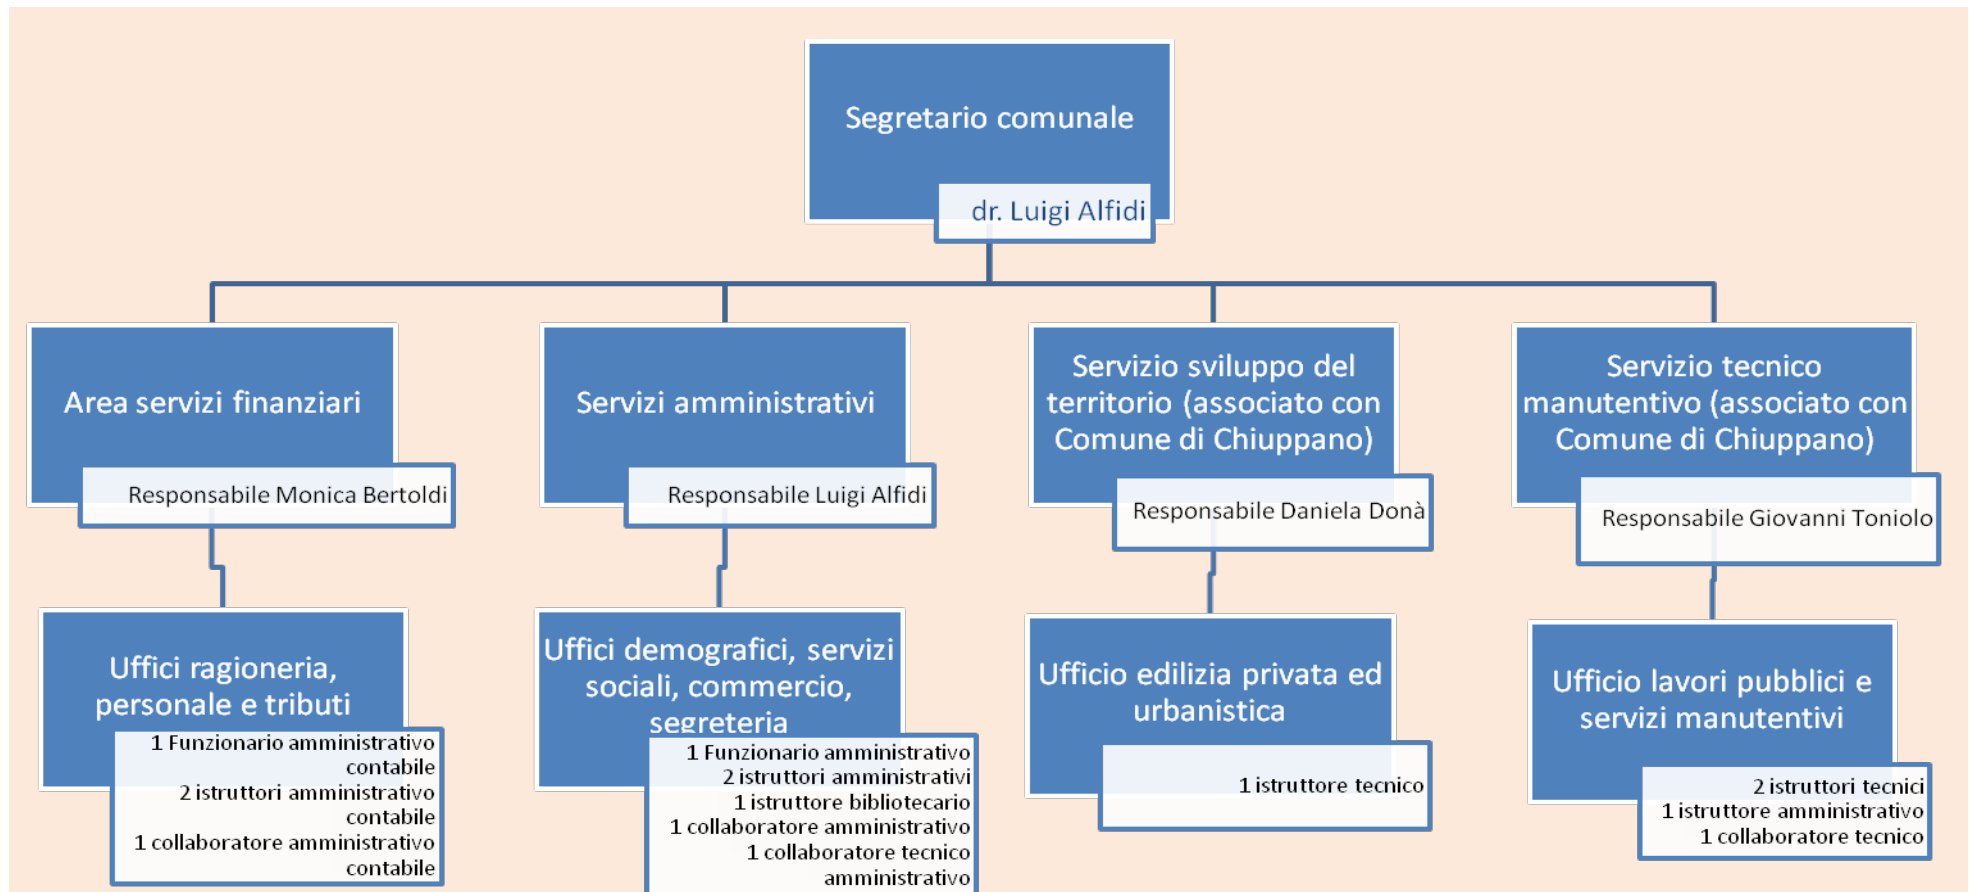 Segretario comunale
dr. Luigi Alfidi
Area servizi finanziari
Responsabile Monica Bertoldi
Servizi amministrativi
Responsabile Luigi Alfidi
Servizio sviluppo del
territorio (associato con
Comune di Chiuppano)
Responsabile Daniela Donà
Servizio tecnico
manutentivo (associato con
Comune di Chiuppano)
Responsabile Giovanni Toniolo
Uffici ragioneria,
personale e tributi
1 Funzionario amministrativo
contabile
2 istruttori amministrativo
contabile
1 collaboratore amministrativo
contabile
Uffici demografici, servizi
sociali, commercio,
segreteria
1 Funzionario amministrativo
2 istruttori amministrativi
1 istruttore bibliotecario
1 collaboratore amministrativo
1 collaboratore tecnico
amministrativo
Ufficio edilizia privata ed
urbanistica
1 istruttore tecnico
Ufficio lavori pubblici e
servizi manutentivi
2 istruttori tecnici
1 istruttore amministrativo
1 collaboratore tecnico